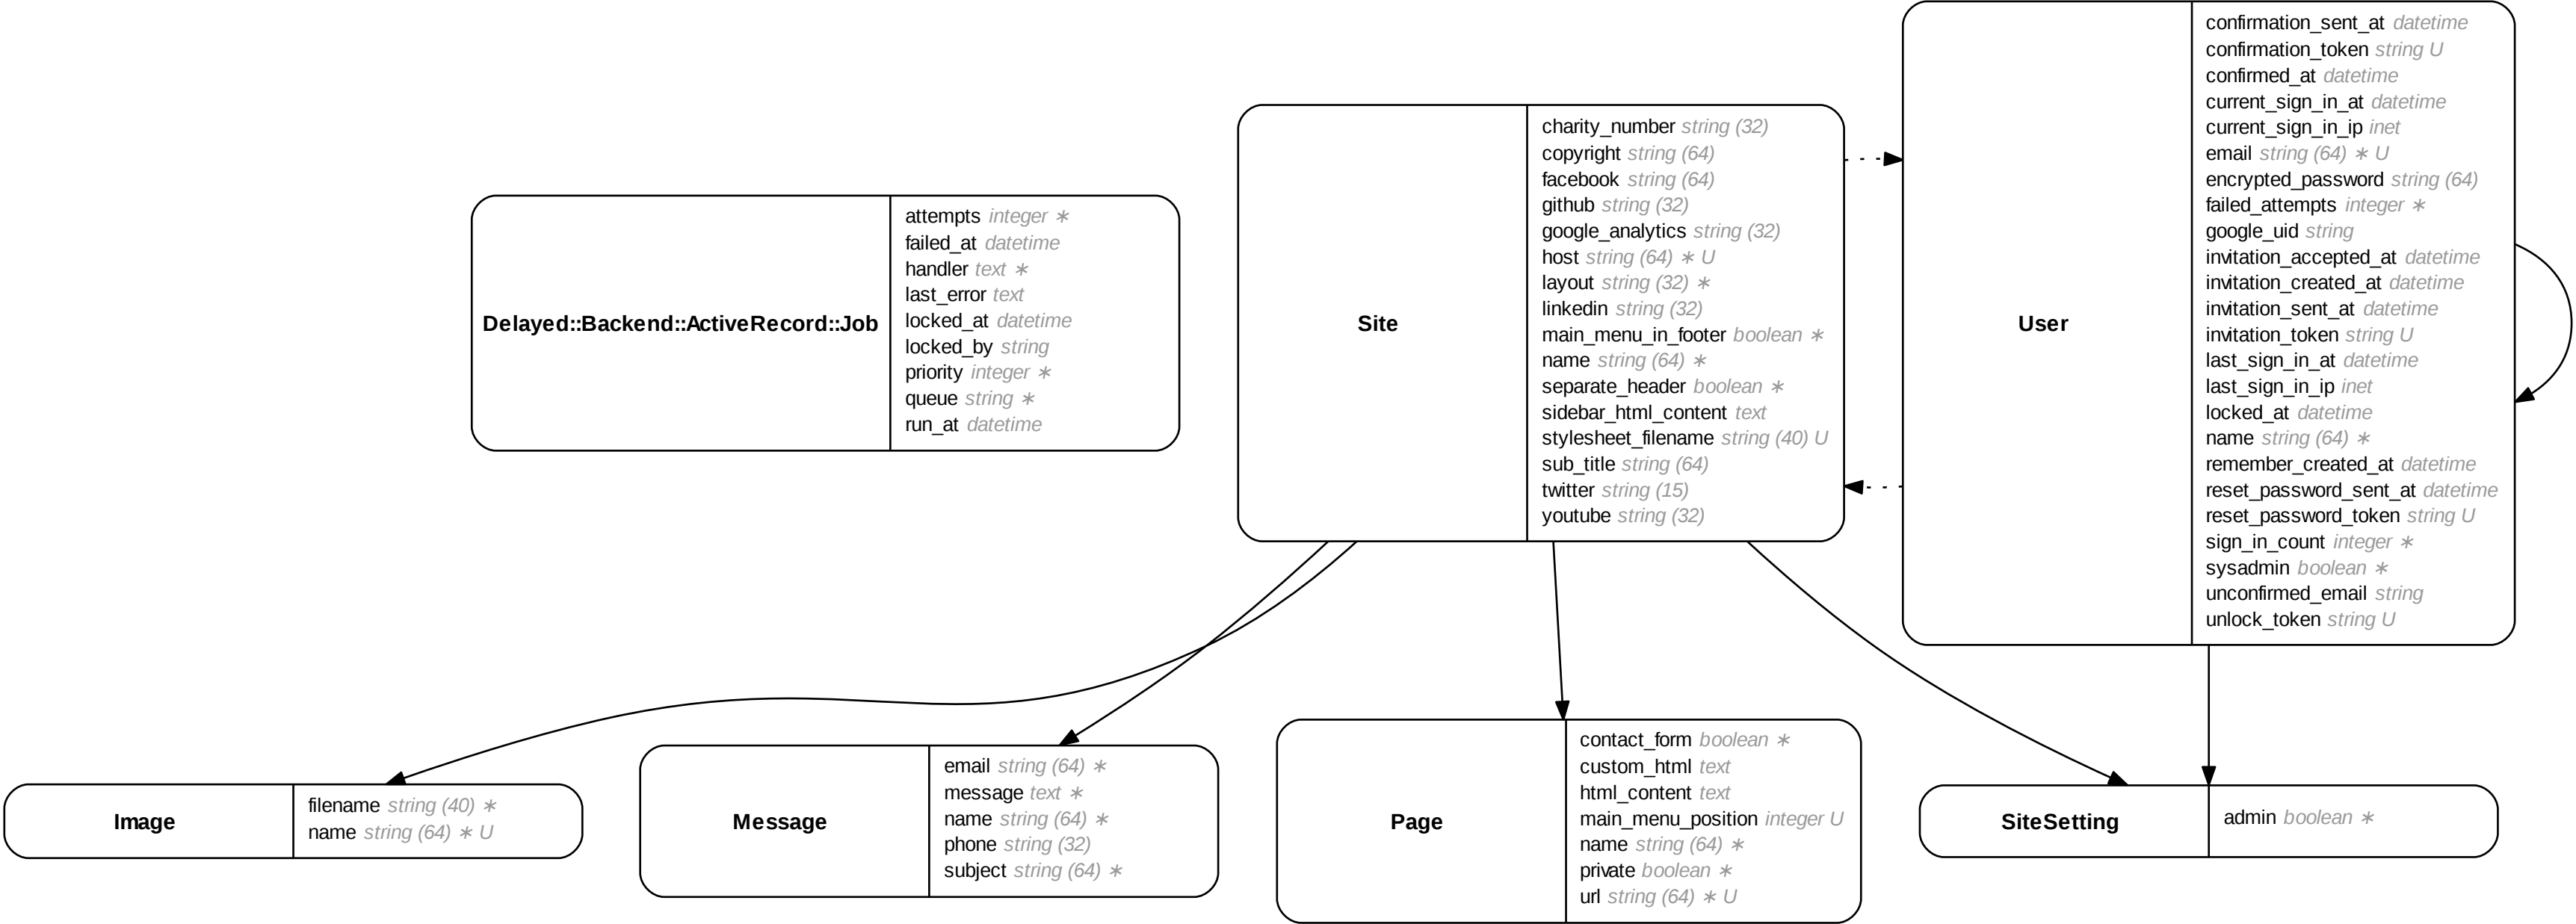 Delayed::Backend::ActiveRecord::Job
attempts integer ∗
failed_at datetime
handler text ∗
last_error text
locked_at datetime
locked_by string
priority integer ∗
queue string ∗
run_at datetime
Site
charity_number string (32)
copyright string (64)
facebook string (64)
github string (32)
google_analytics string (32)
host string (64) ∗ U
layout string (32) ∗
linkedin string (32)
main_menu_in_footer boolean ∗
name string (64) ∗
separate_header boolean ∗
sidebar_html_content text
stylesheet_filename string (40) U
sub_title string (64)
twitter string (15)
youtube string (32)
User
confirmation_sent_at datetime
confirmation_token string U
confirmed_at datetime
current_sign_in_at datetime
current_sign_in_ip inet
email string (64) ∗ U
encrypted_password string (64)
failed_attempts integer ∗
google_uid string
invitation_accepted_at datetime
invitation_created_at datetime
invitation_sent_at datetime
invitation_token string U
last_sign_in_at datetime
last_sign_in_ip inet
locked_at datetime
name string (64) ∗
remember_created_at datetime
reset_password_sent_at datetime
reset_password_token string U
sign_in_count integer ∗
sysadmin boolean ∗
unconfirmed_email string
unlock_token string U
Image
filename string (40) ∗
name string (64) ∗ U
Message
email string (64) ∗
message text ∗
name string (64) ∗
phone string (32)
subject string (64) ∗
Page
contact_form boolean ∗
custom_html text
html_content text
main_menu_position integer U
name string (64) ∗
private boolean ∗
url string (64) ∗ U
SiteSetting
admin boolean ∗